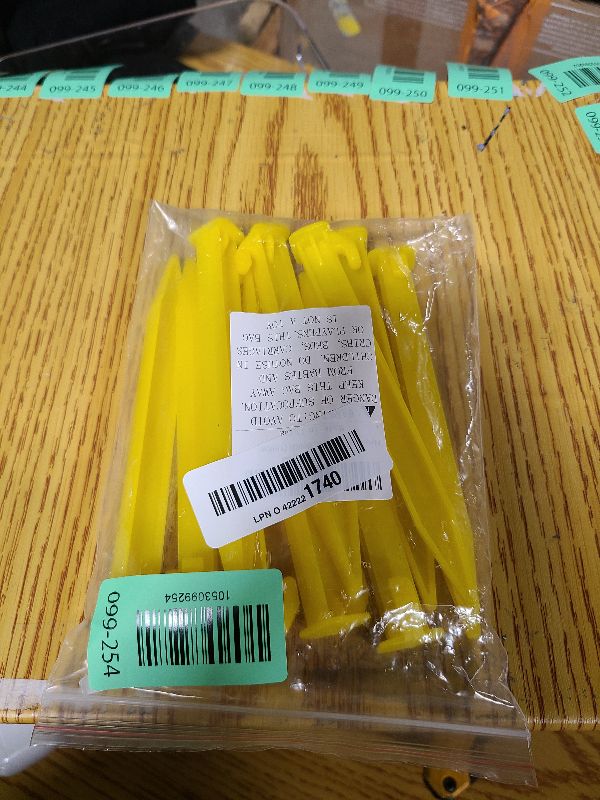 099-244
099-245
099-246
099-247
099-248
099-249
099-250
099-251
099-252
AVOID
DANGER OF SUFFOCATION
KEEP THIS BAG AWAY
FROM BABIES AND
CHILDREN. DO NOT USE IN
CRIBS, BEDS, CARRIAGES
OR PLAYPENS. THIS BAG
IS NOT A TOY
LPN O 42222 1740
1053099254
099-254